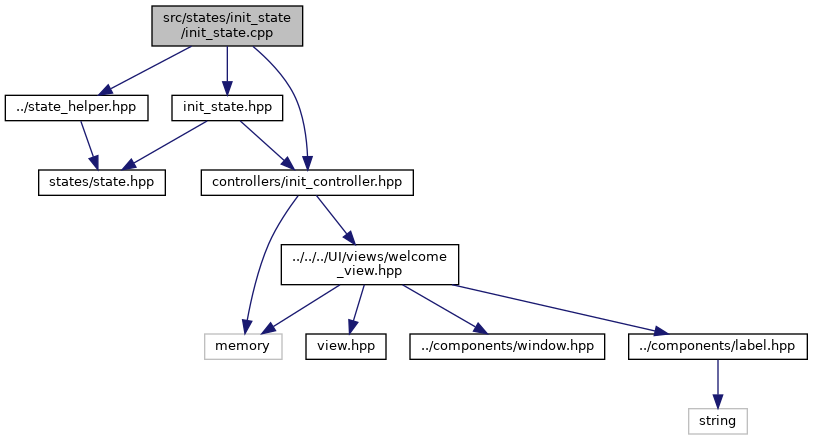 src/states/init_state
/init_state.cpp
../state_helper.hpp
init_state.hpp
states/state.hpp
controllers/init_controller.hpp
../../../UI/views/welcome
_view.hpp
memory
view.hpp
../components/window.hpp
../components/label.hpp
string